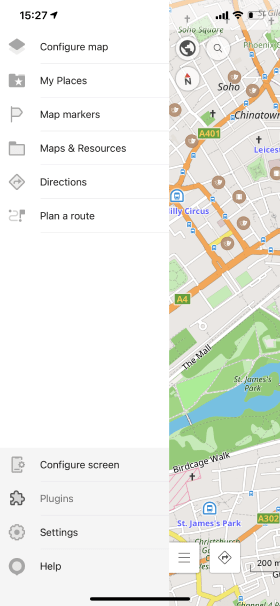 15:27
Configure map
My Places
Map markers
Maps & Resources
Directions
Plan a route
Configure screen
Plugins
Settings
Help
Soho Square
Phoenix
N
Soho
Chinatown
A401
Leices
illy Circus
A4
The Mall
St. James's
Park
Birdcage Walk
St. James's Park
A302
Christchurch
200 m